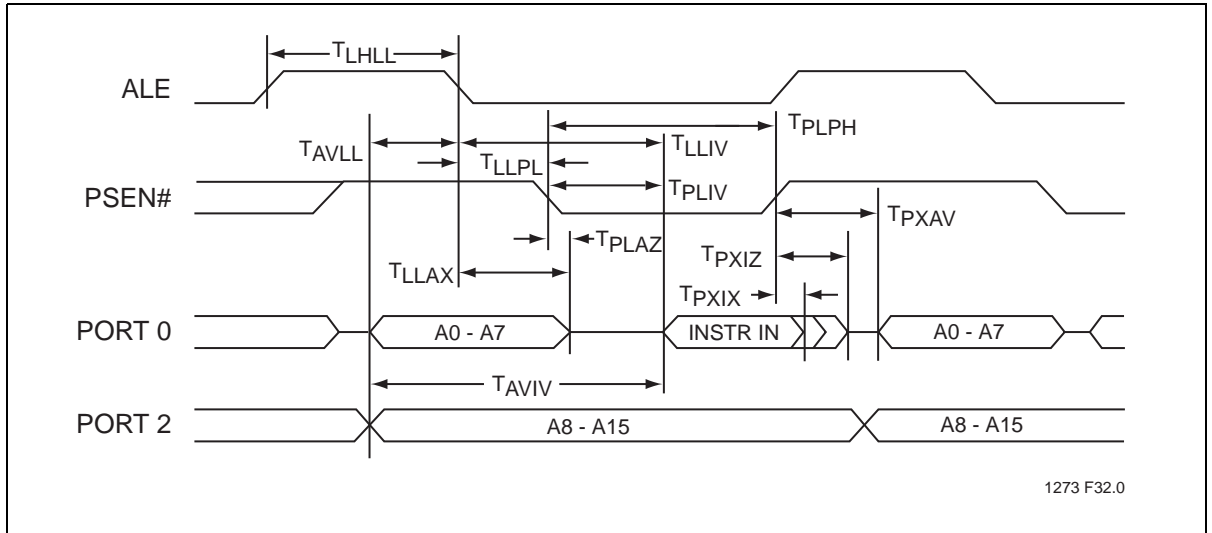 TLHLL
ALE
TPLPH
TAVLL
TLLIV
TLLPL
PSEN#
TPLIV
TPXAV
TPLAZ
TPXIZ
TLLAX
TPXIX
PORT 0
A0 - A7
INSTR IN
A0 - A7
TAVIV
PORT 2
A8 - A15
A8 - A15
1273 F32.0